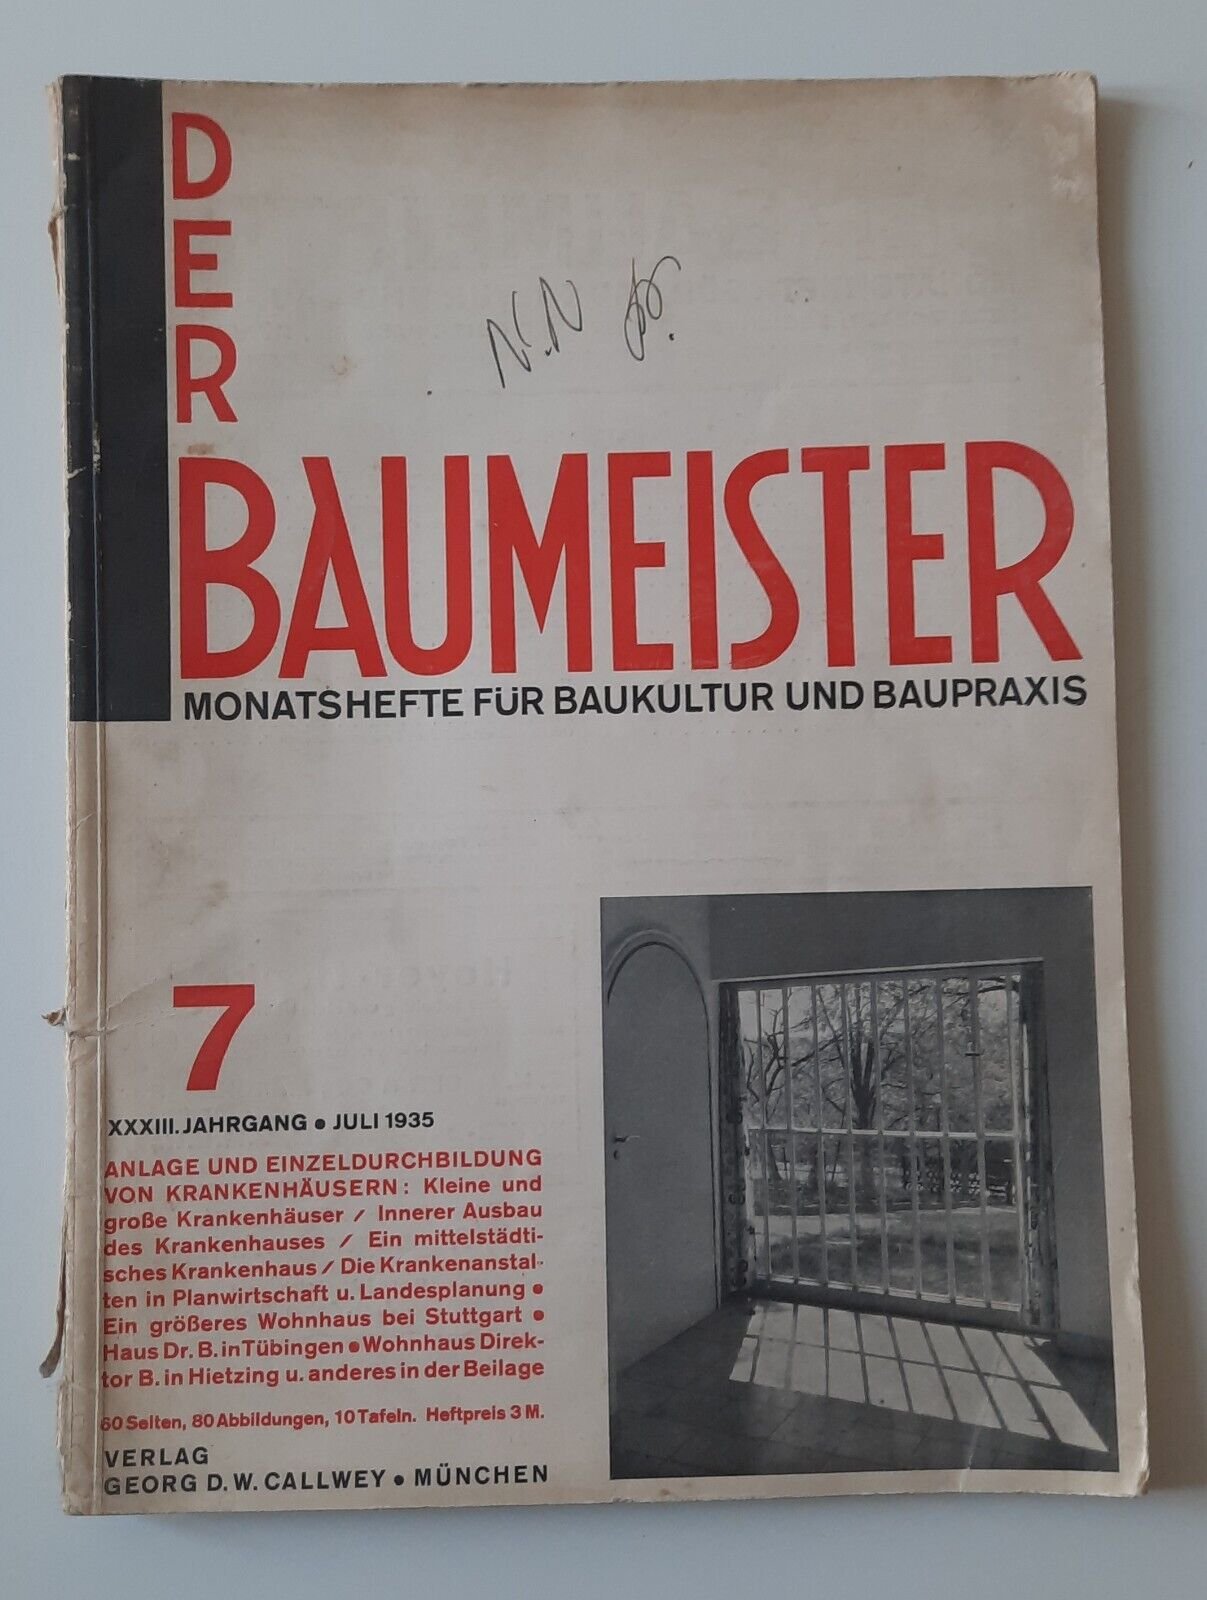 DER
BAUMEISTER
MONATSHEFTE FÜR BAUKULTUR UND BAUPRAXIS
N.N
7
XXXIII. JAHRGANG • JULI 1935
ANLAGE UND EINZELDURCHBILDUNG
VON KRANKENHÄUSERN: Kleine und
große Krankenhäuser / Innerer Ausbau
des Krankenhauses / Ein mittelstädti-
sches Krankenhaus / Die Krankenanstal-
ten in Planwirtschaft u. Landesplanung •
Ein größeres Wohnhaus bei Stuttgart •
Haus Dr. B. in Tübingen • Wohnhaus Direk-
tor B. in Hietzing u. anderes in der Beilage
60 Seiten, 80 Abbildungen, 10 Tafeln. Heftpreis 3 M.
VERLAG
GEORG D. W. CALLWEY • MÜNCHEN